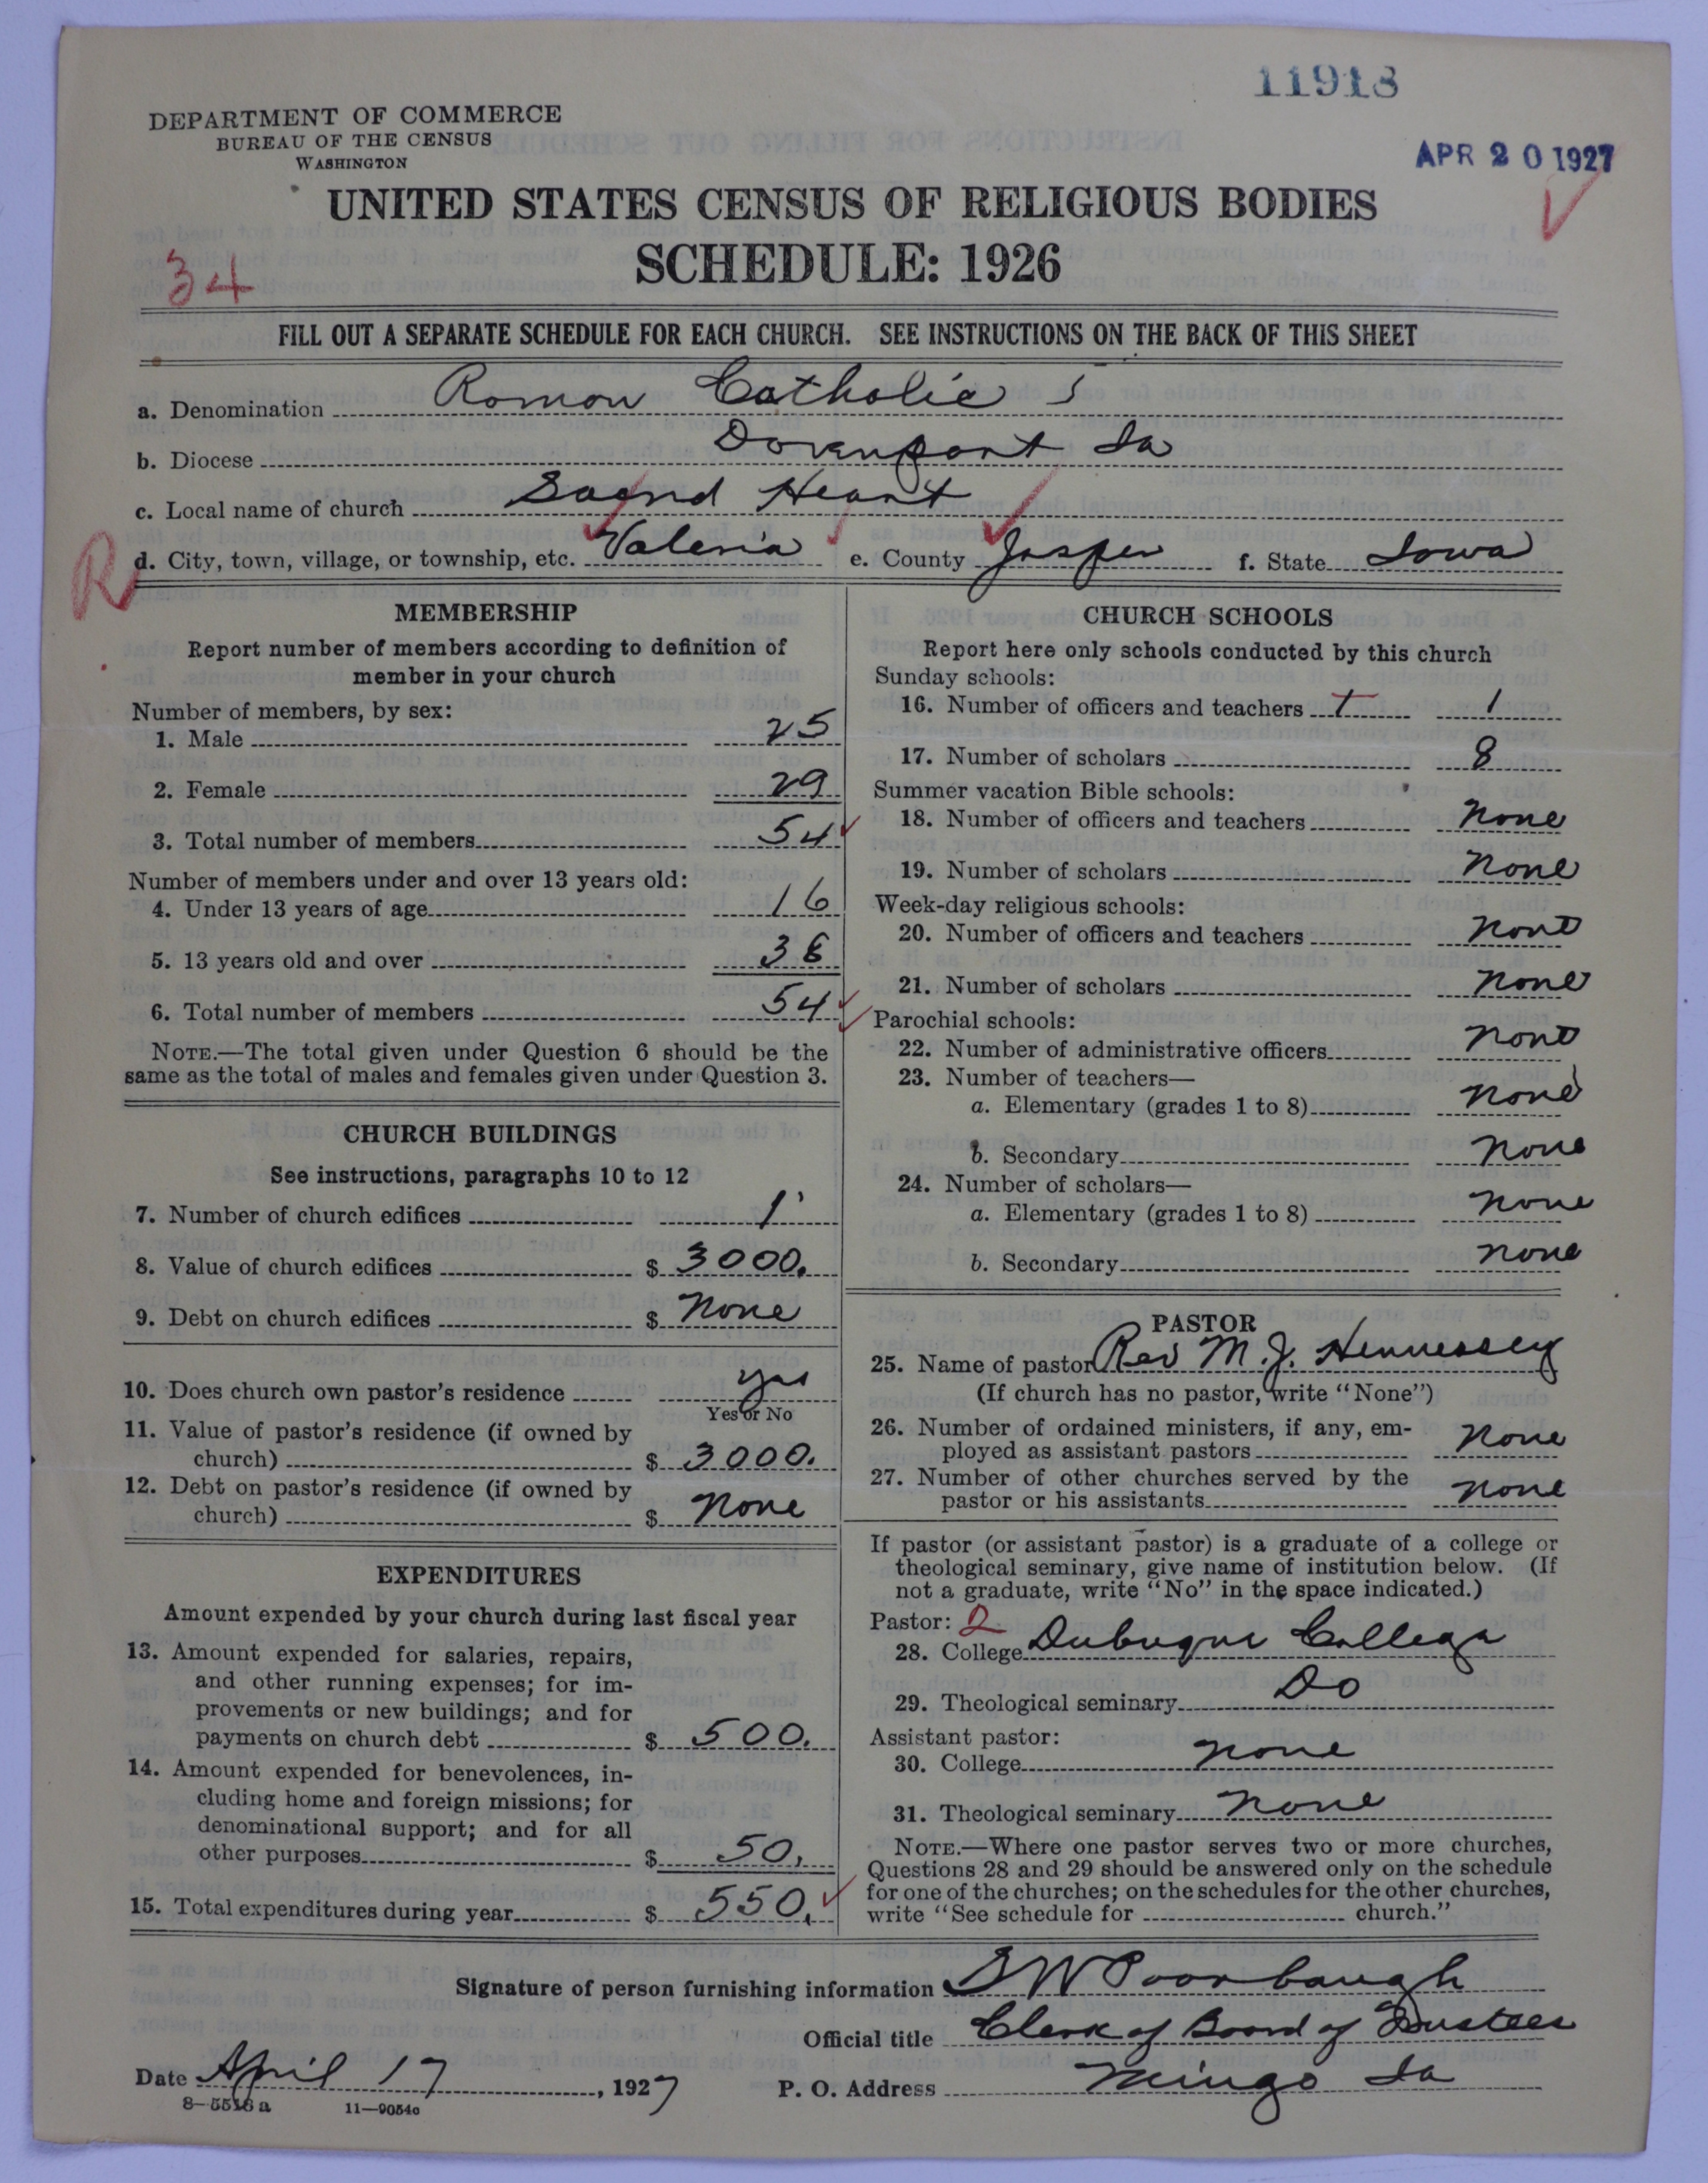 11918
DEPARTMENT OF COMMERCE
BUREAU OF THE CENSUS
WASHINGTON
APR 20 1927
UNITED STATES CENSUS OF RELIGIOUS BODIES
SCHEDULE: 1926
34
FILL OUT A SEPARATE SCHEDULE FOR EACH CHURCH. SEE INSTRUCTIONS ON THE BACK OF THIS SHEET
a. Denomination Roman Catholic 5
b. Diocese Davenport Ia
c. Local name of church Sacred Heart
R d. City, town, village, or township, etc. Valeria e. County Jasper f. State Iowa
MEMBERSHIP
Report number of members according to definition of
member in your church
Number of members, by sex:
1. Male 25
2. Female 29
3. Total number of members 54
Number of members under and over 13 years old:
4. Under 13 years of age 16
5. 13 years old and over 38
6. Total number of members 54
NOTE.—The total given under Question 6 should be the
same as the total of males and females given under Question 3.
CHURCH BUILDINGS
See instructions, paragraphs 10 to 12
7. Number of church edifices 1
8. Value of church edifices $ 3000.
9. Debt on church edifices $ None
10. Does church own pastor's residence yes
Yes or No
11. Value of pastor's residence (if owned by
church) $ 3000.
12. Debt on pastor's residence (if owned by
church) $ None
EXPENDITURES
Amount expended by your church during last fiscal year
13. Amount expended for salaries, repairs,
and other running expenses; for im-
provements or new buildings; and for
payments on church debt $ 500.
14. Amount expended for benevolences, in-
cluding home and foreign missions; for
denominational support; and for all
other purposes $ 50.
15. Total expenditures during year $ 550.
CHURCH SCHOOLS
Report here only schools conducted by this church
Sunday schools:
16. Number of officers and teachers 1
17. Number of scholars 8
Summer vacation Bible schools:
18. Number of officers and teachers None
19. Number of scholars None
Week-day religious schools:
20. Number of officers and teachers None
21. Number of scholars None
Parochial schools:
22. Number of administrative officers None
23. Number of teachers—
a. Elementary (grades 1 to 8) None
b. Secondary None
24. Number of scholars—
a. Elementary (grades 1 to 8) None
b. Secondary None
PASTOR
25. Name of pastor Rev M. J. Hennessey
(If church has no pastor, write "None")
26. Number of ordained ministers, if any, em-
ployed as assistant pastors None
27. Number of other churches served by the
pastor or his assistants None
If pastor (or assistant pastor) is a graduate of a college or
theological seminary, give name of institution below. (If
not a graduate, write "No" in the space indicated.)
Pastor: 2
28. College Dubuque College
29. Theological seminary Do
Assistant pastor:
30. College None
31. Theological seminary None
NOTE.—Where one pastor serves two or more churches,
Questions 28 and 29 should be answered only on the schedule
for one of the churches; on the schedules for the other churches,
write "See schedule for church."
Signature of person furnishing information S W Poorbaugh
Official title Clerk of Board of Trustees
Date April 17, 1927 P. O. Address Mingo Ia
8—5518a 11—9054c